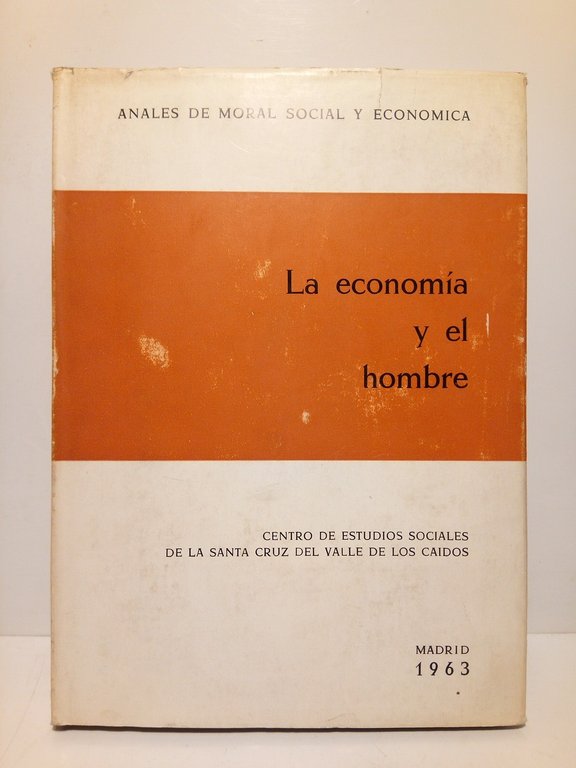 ANALES DE MORAL SOCIAL Y ECONOMICA
La economía
y el
hombre
CENTRO DE ESTUDIOS SOCIALES
DE LA SANTA CRUZ DEL VALLE DE LOS CAIDOS
MADRID
1963